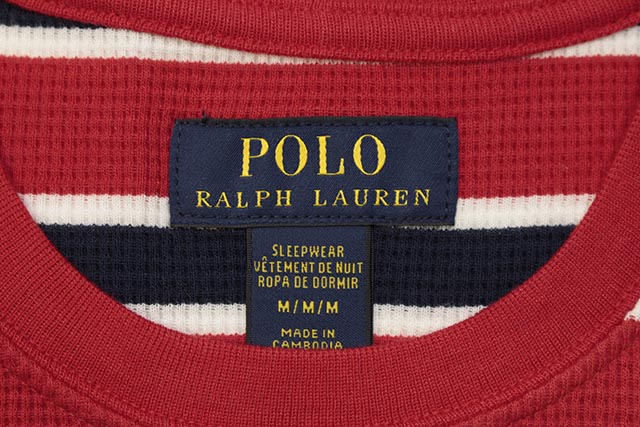 POLO
RALPH LAUREN
SLEEPWEAR
VÊTEMENT DE NUIT
ROPA DE DORMIR
M/M/M
MADE IN
CAMBODIA